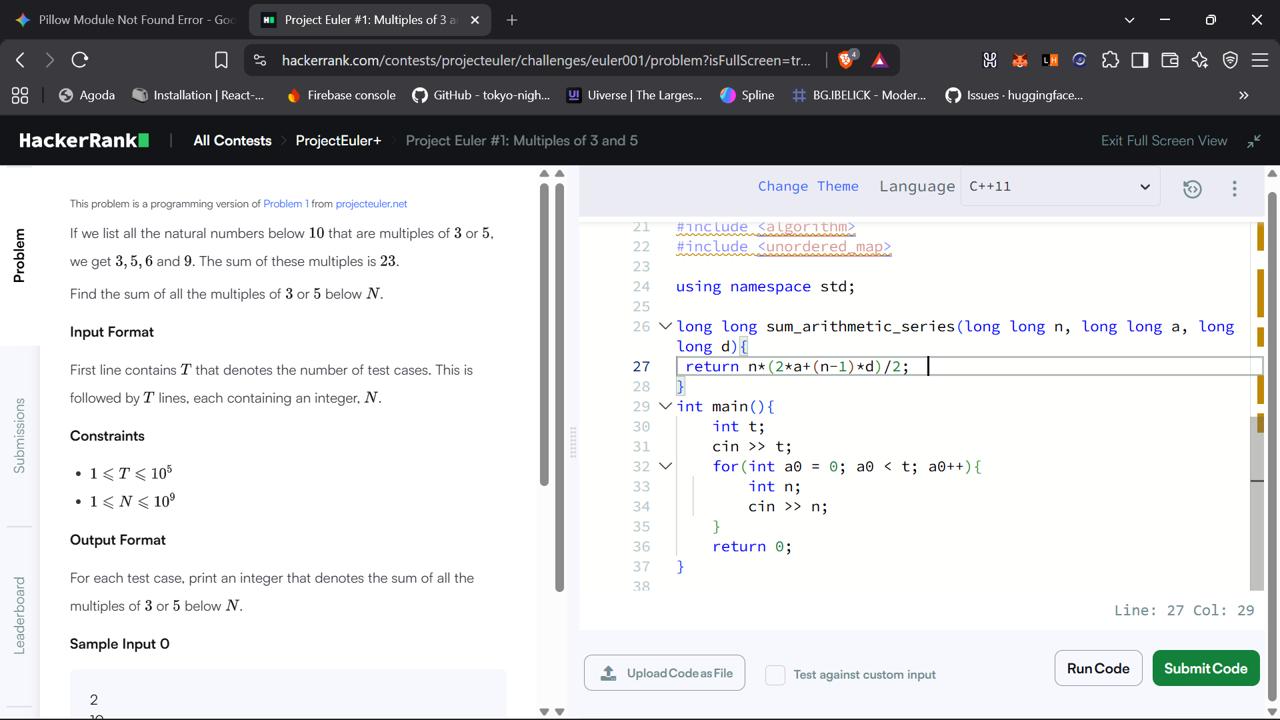 Pillow Module Not Found Error - Goo
Project Euler #1: Multiples of 3 a
hackerrank.com/contests/projecteuler/challenges/euler001/problem?isFullScreen=tr...
4
LH
Agoda
Installation | React-...
Firebase console
GitHub - tokyo-nigh...
Uiverse | The Larges...
Spline
BG.IBELICK - Moder...
Issues · huggingface...
HackerRank
All Contests
ProjectEuler+
Project Euler #1: Multiples of 3 and 5
Exit Full Screen View
Problem
Submissions
Leaderboard
This problem is a programming version of Problem 1 from projecteuler.net
If we list all the natural numbers below 10 that are multiples of 3 or 5,
we get 3, 5, 6 and 9. The sum of these multiples is 23.
Find the sum of all the multiples of 3 or 5 below N.
Input Format
First line contains T that denotes the number of test cases. This is
followed by T lines, each containing an integer, N.
Constraints
• 1 ⩽ T ⩽ 10⁵
• 1 ⩽ N ⩽ 10⁹
Output Format
For each test case, print an integer that denotes the sum of all the
multiples of 3 or 5 below N.
Sample Input 0
2
10
Change Theme
Language
C++11
21 #include <algorithm>
22 #include <unordered_map>
23
24 using namespace std;
25
26 long long sum_arithmetic_series(long long n, long long a, long
long d){
27 return n*(2*a+(n-1)*d)/2;
28 }
29 int main(){
30 int t;
31 cin >> t;
32 for(int a0 = 0; a0 < t; a0++){
33 int n;
34 cin >> n;
35 }
36 return 0;
37 }
38
Line: 27 Col: 29
Upload Code as File
Test against custom input
Run Code
Submit Code